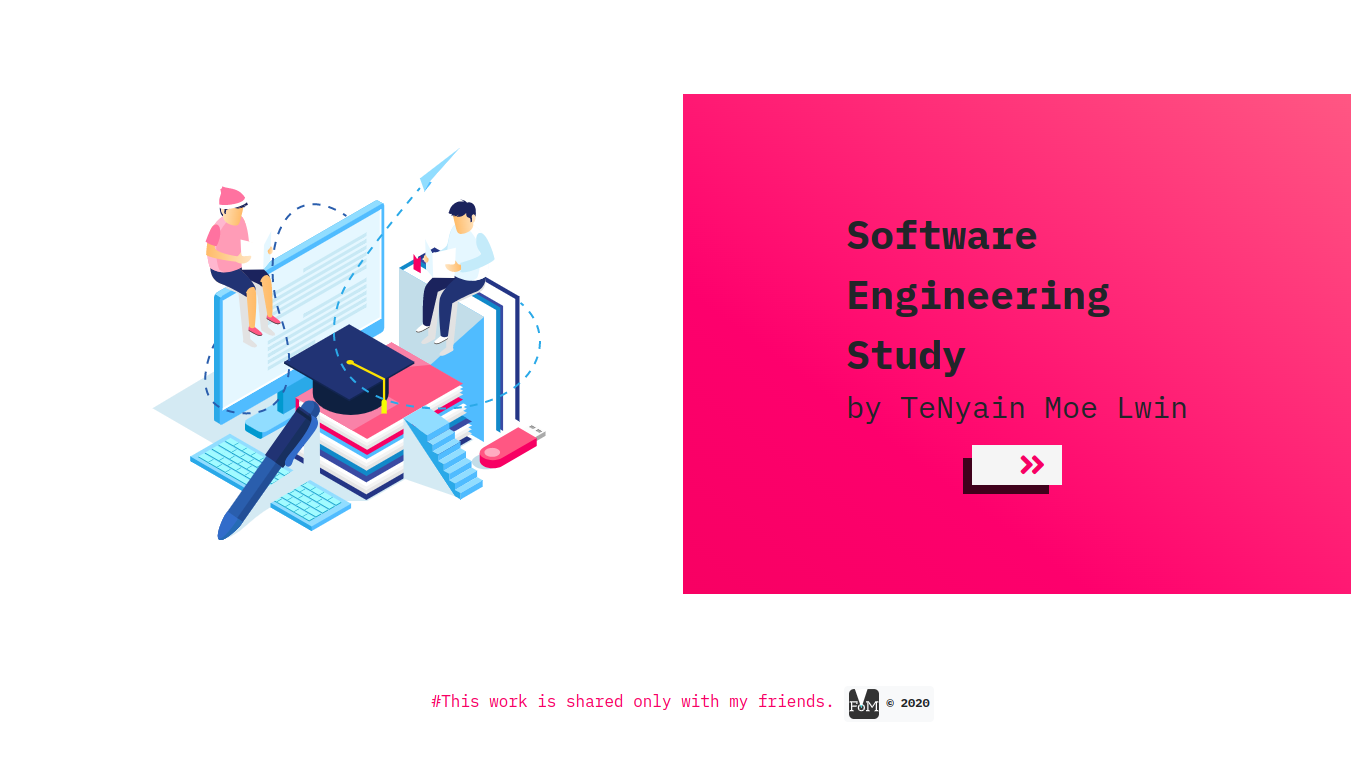 Software
Engineering
Study
by TeNyain Moe Lwin
#This work is shared only with my friends.
FoM © 2020